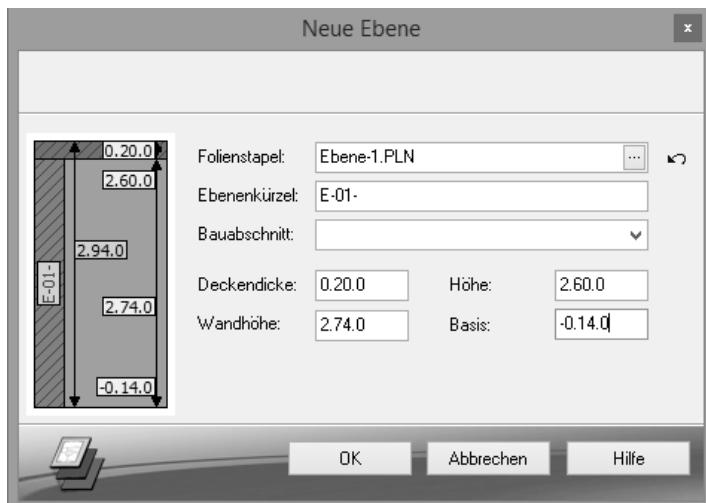 Neue Ebene
x
0.20.0
2.60.0
2.94.0
E-01-
2.74.0
-0.14.0
Folienstapel: Ebene-1.PLN ...
Ebenenkürzel: E-01-
Bauabschnitt:
Deckendicke: 0.20.0 Höhe: 2.60.0
Wandhöhe: 2.74.0 Basis: -0.14.0
OK Abbrechen Hilfe